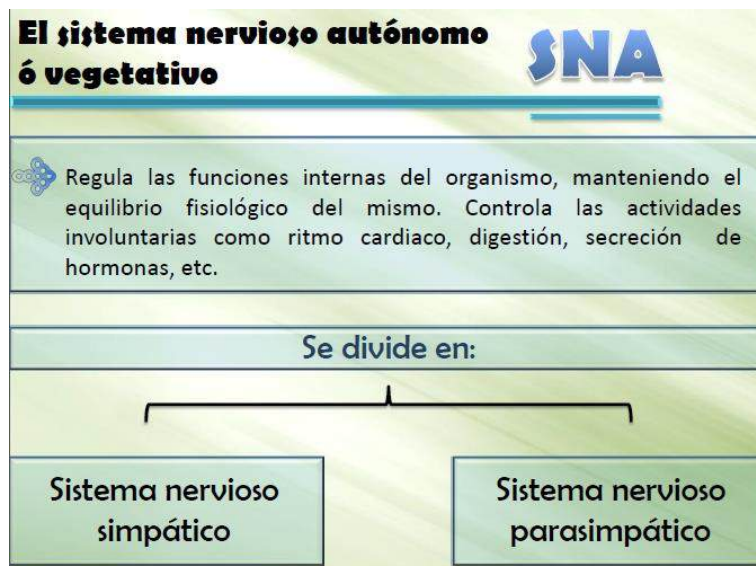 El sistema nervioso autónomo
ó vegetativo
SNA
Regula las funciones internas del organismo, manteniendo el
equilibrio fisiológico del mismo. Controla las actividades
involuntarias como ritmo cardiaco, digestión, secreción de
hormonas, etc.
Se divide en:
Sistema nervioso
simpático
Sistema nervioso
parasimpático